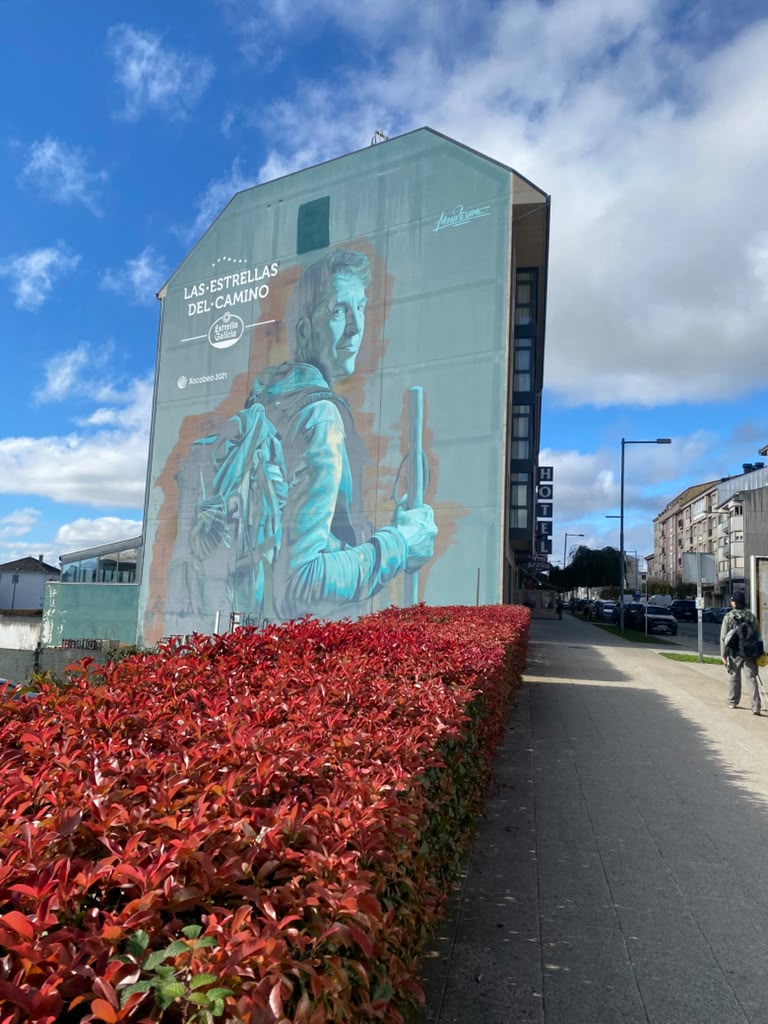 LAS·ESTRELLAS
DEL·CAMINO
Estrella
Galicia
Xacobeo 2021
HOTEL